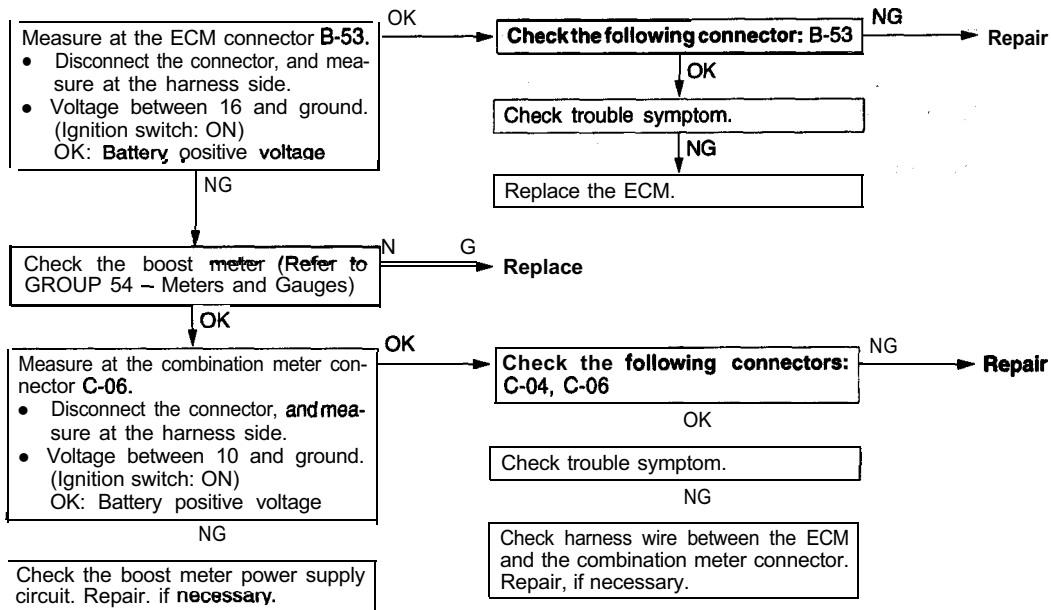 Measure at the ECM connector B-53.
● Disconnect the connector, and mea-
sure at the harness side.
● Voltage between 16 and ground.
(Ignition switch: ON)
OK: Battery positive voltage
OK
Check the following connector: B-53
NG
Repair
OK
Check trouble symptom.
NG
Replace the ECM.
NG
Check the boost meter (Refer to
GROUP 54 – Meters and Gauges)
N G
Replace
OK
Measure at the combination meter con-
nector C-06.
● Disconnect the connector, and mea-
sure at the harness side.
● Voltage between 10 and ground.
(Ignition switch: ON)
OK: Battery positive voltage
OK
Check the following connectors:
C-04, C-06
NG
Repair
OK
Check trouble symptom.
NG
Check harness wire between the ECM
and the combination meter connector.
Repair, if necessary.
NG
Check the boost meter power supply
circuit. Repair. if necessary.